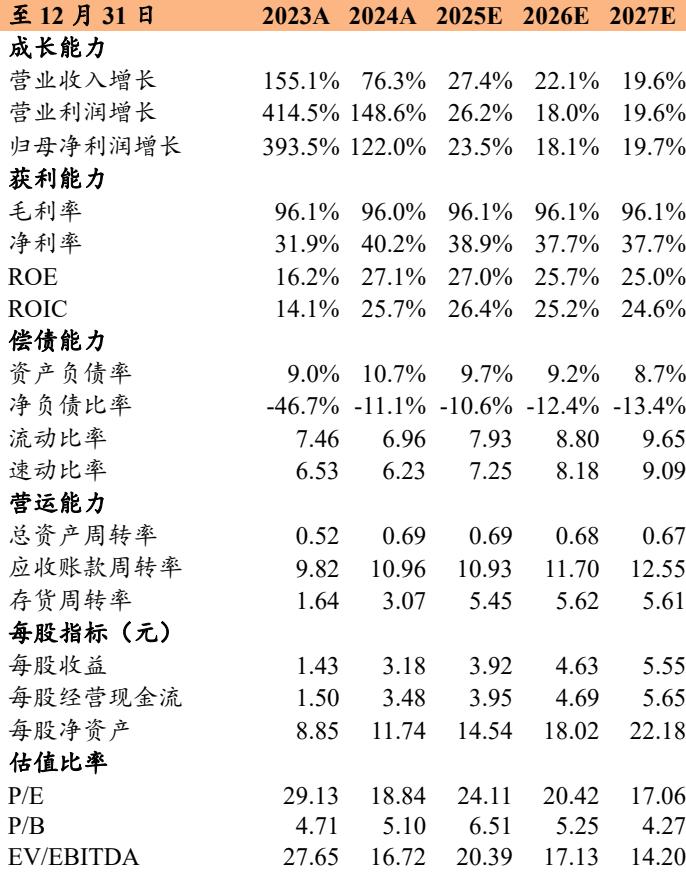 至 12 月 31 日 2023A 2024A 2025E 2026E 2027E
成长能力
营业收入增长 155.1% 76.3% 27.4% 22.1% 19.6%
营业利润增长 414.5% 148.6% 26.2% 18.0% 19.6%
归母净利润增长 393.5% 122.0% 23.5% 18.1% 19.7%
获利能力
毛利率 96.1% 96.0% 96.1% 96.1% 96.1%
净利率 31.9% 40.2% 38.9% 37.7% 37.7%
ROE 16.2% 27.1% 27.0% 25.7% 25.0%
ROIC 14.1% 25.7% 26.4% 25.2% 24.6%
偿债能力
资产负债率 9.0% 10.7% 9.7% 9.2% 8.7%
净负债比率 -46.7% -11.1% -10.6% -12.4% -13.4%
流动比率 7.46 6.96 7.93 8.80 9.65
速动比率 6.53 6.23 7.25 8.18 9.09
营运能力
总资产周转率 0.52 0.69 0.69 0.68 0.67
应收账款周转率 9.82 10.96 10.93 11.70 12.55
存货周转率 1.64 3.07 5.45 5.62 5.61
每股指标（元）
每股收益 1.43 3.18 3.92 4.63 5.55
每股经营现金流 1.50 3.48 3.95 4.69 5.65
每股净资产 8.85 11.74 14.54 18.02 22.18
估值比率
P/E 29.13 18.84 24.11 20.42 17.06
P/B 4.71 5.10 6.51 5.25 4.27
EV/EBITDA 27.65 16.72 20.39 17.13 14.20